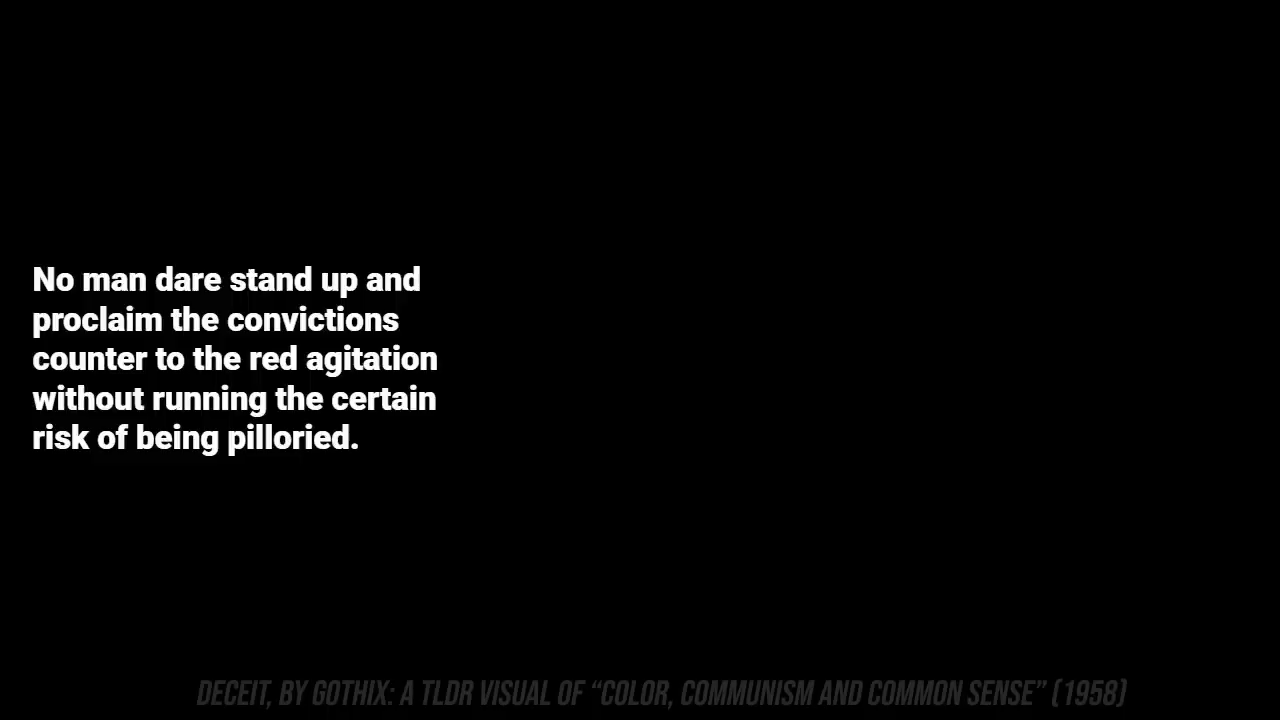 No man dare stand up and
proclaim the convictions
counter to the red agitation
without running the certain
risk of being pilloried.
DECEIT, BY GOTHIX: A TLDR VISUAL OF “COLOR, COMMUNISM AND COMMON SENSE” (1958)